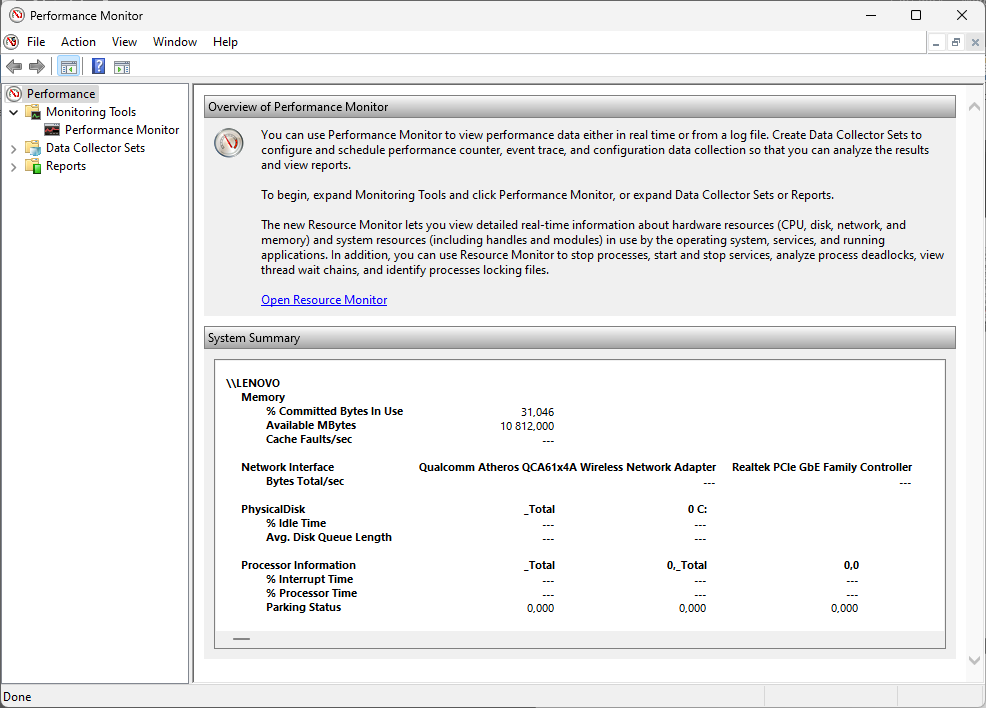 Performance Monitor
File Action View Window Help
Performance
Monitoring Tools
Performance Monitor
Data Collector Sets
Reports
Overview of Performance Monitor
You can use Performance Monitor to view performance data either in real time or from a log file. Create Data Collector Sets to
configure and schedule performance counter, event trace, and configuration data collection so that you can analyze the results
and view reports.
To begin, expand Monitoring Tools and click Performance Monitor, or expand Data Collector Sets or Reports.
The new Resource Monitor lets you view detailed real-time information about hardware resources (CPU, disk, network, and
memory) and system resources (including handles and modules) in use by the operating system, services, and running
applications. In addition, you can use Resource Monitor to stop processes, start and stop services, analyze process deadlocks, view
thread wait chains, and identify processes locking files.
Open Resource Monitor
System Summary
\\LENOVO
Memory
% Committed Bytes In Use 31,046
Available MBytes 10 812,000
Cache Faults/sec ---
Network Interface Qualcomm Atheros QCA61x4A Wireless Network Adapter Realtek PCIe GbE Family Controller
Bytes Total/sec --- ---
PhysicalDisk _Total 0 C:
% Idle Time --- ---
Avg. Disk Queue Length --- ---
Processor Information _Total 0,_Total 0,0
% Interrupt Time --- --- ---
% Processor Time --- --- ---
Parking Status 0,000 0,000 0,000
Done